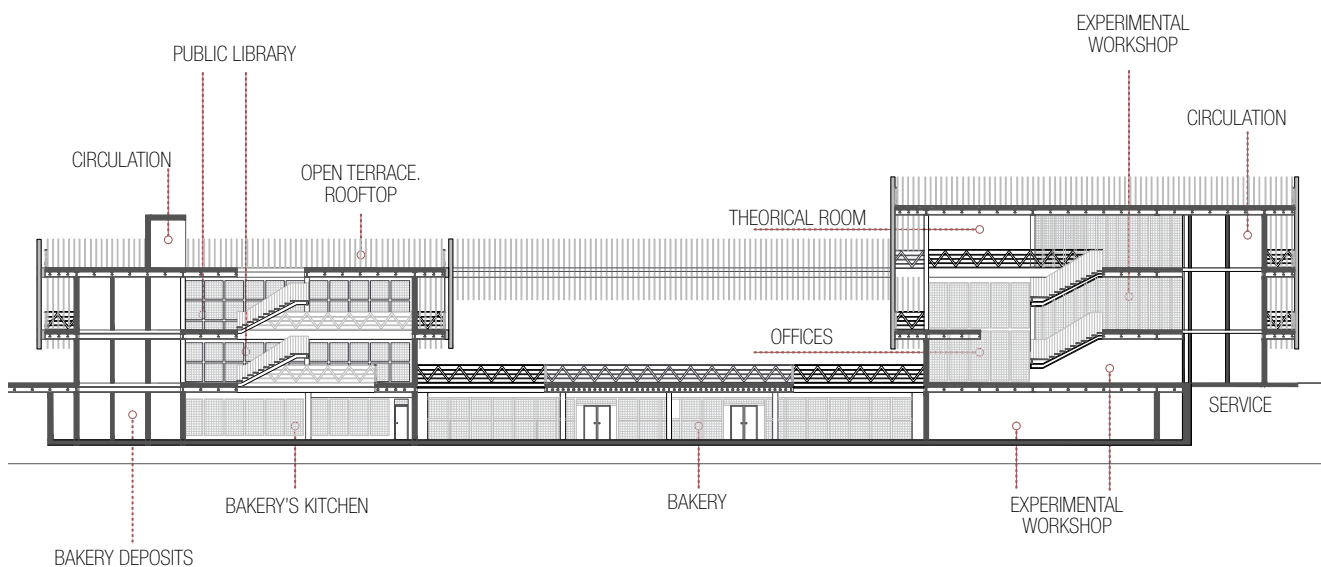 EXPERIMENTAL
WORKSHOP
PUBLIC LIBRARY
CIRCULATION
CIRCULATION
OPEN TERRACE.
ROOFTOP
THEORICAL ROOM
OFFICES
SERVICE
BAKERY'S KITCHEN
BAKERY
EXPERIMENTAL
WORKSHOP
BAKERY DEPOSITS